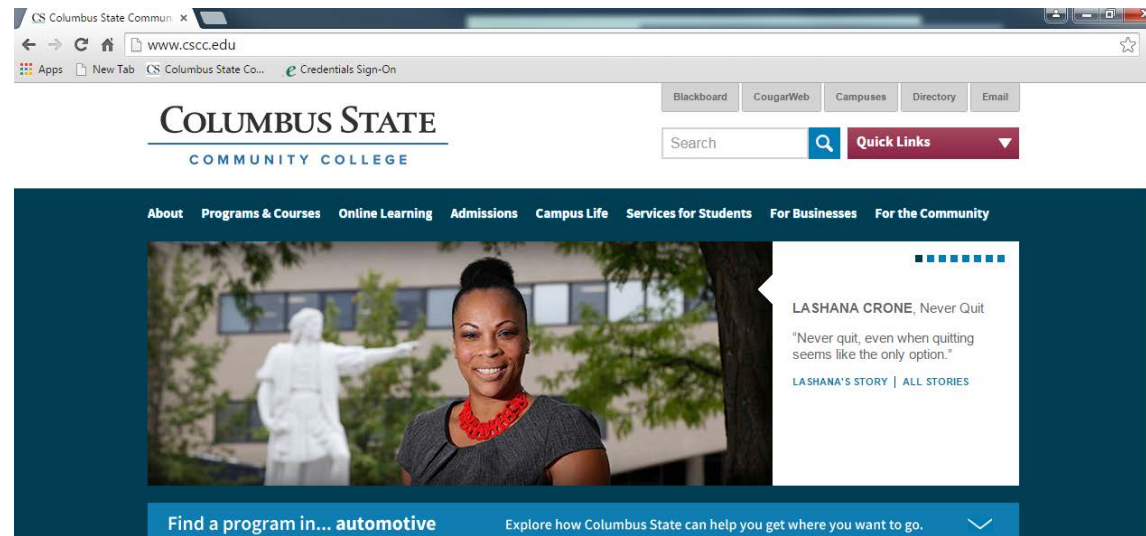 CS Columbus State Commun
www.cscc.edu
Apps New Tab CS Columbus State Co... e Credentials Sign-On
Blackboard CougarWeb Campuses Directory Email
COLUMBUS STATE
COMMUNITY COLLEGE
Search Quick Links
About Programs & Courses Online Learning Admissions Campus Life Services for Students For Businesses For the Community
LASHANA CRONE, Never Quit
"Never quit, even when quitting
seems like the only option."
LASHANA'S STORY | ALL STORIES
Find a program in... automotive Explore how Columbus State can help you get where you want to go.